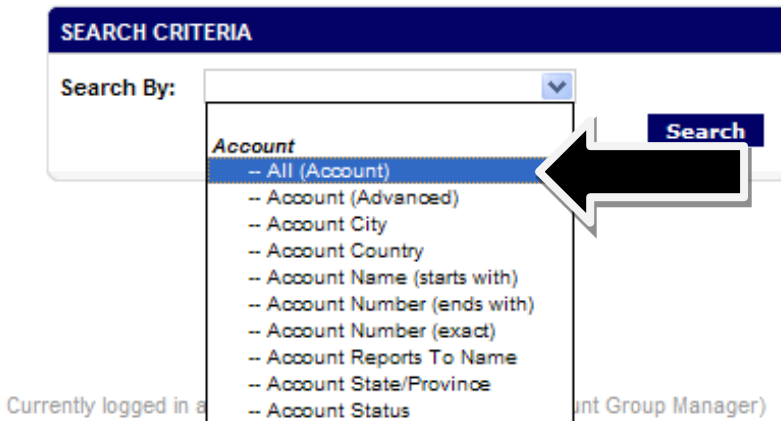 SEARCH CRITERIA
Search By:
Search
Account
-- All (Account)
-- Account (Advanced)
-- Account City
-- Account Country
-- Account Name (starts with)
-- Account Number (ends with)
-- Account Number (exact)
-- Account Reports To Name
-- Account State/Province
-- Account Status
Currently logged in Group Manager)